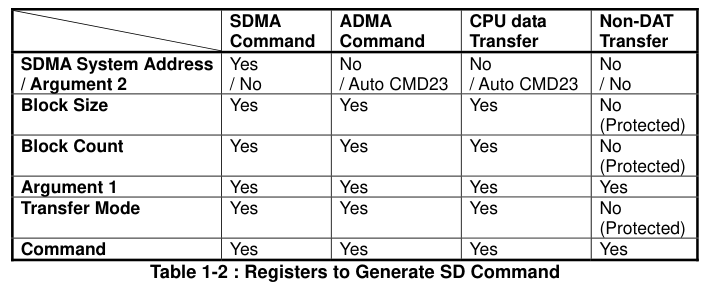 SDMA Command ADMA Command CPU data Transfer Non-DAT Transfer
SDMA System Address / Argument 2 Yes / No No / Auto CMD23 No / Auto CMD23 No / No
Block Size Yes Yes Yes No (Protected)
Block Count Yes Yes Yes No (Protected)
Argument 1 Yes Yes Yes Yes
Transfer Mode Yes Yes Yes No (Protected)
Command Yes Yes Yes Yes
Table 1-2 : Registers to Generate SD Command